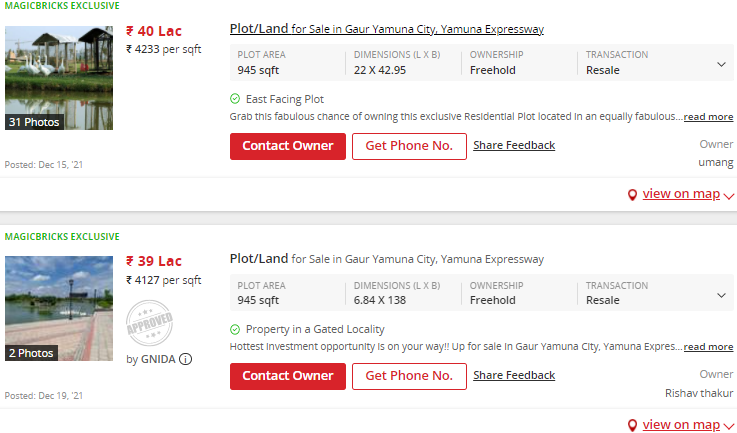 MAGICBRICKS EXCLUSIVE
₹ 40 Lac
₹ 4233 per sqft
31 Photos
Posted: Dec 15, '21
Plot/Land for Sale in Gaur Yamuna City, Yamuna Expressway
PLOT AREA DIMENSIONS (L X B) OWNERSHIP TRANSACTION
945 sqft 22 X 42.95 Freehold Resale
East Facing Plot
Grab this fabulous chance of owning this exclusive Residential Plot located in an equally fabulous...read more
Contact Owner Get Phone No. Share Feedback
Owner
umang
view on map
MAGICBRICKS EXCLUSIVE
₹ 39 Lac
₹ 4127 per sqft
APPROVED
by GNIDA
2 Photos
Posted: Dec 19, '21
Plot/Land for Sale in Gaur Yamuna City, Yamuna Expressway
PLOT AREA DIMENSIONS (L X B) OWNERSHIP TRANSACTION
945 sqft 6.84 X 138 Freehold Resale
Property in a Gated Locality
Hottest investment opportunity is on your way!! Up for sale in Gaur Yamuna City, Yamuna Expres...read more
Contact Owner Get Phone No. Share Feedback
Owner
Rishav thakur
view on map